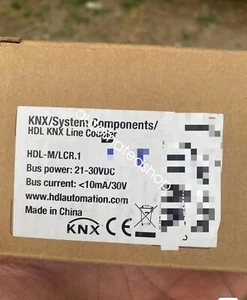 KNX/System Components/
HDL KNX Line Coupler
HDL-M/LCR.1
Bus power: 21-30VDC
Bus current: <10mA/30V
www.hdlautomation.com
Made in China
KNX CE